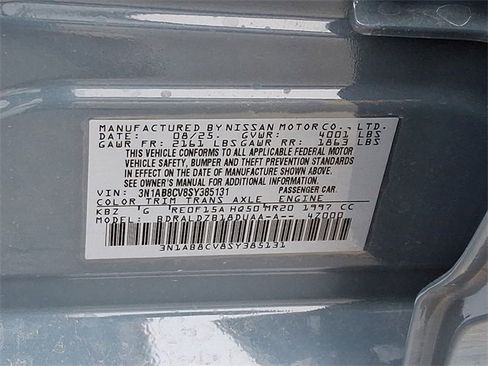 MANUFACTURED BY NISSAN MOTOR CO., LTD.
DATE: 08/25 GVWR: 4001 LBS
GAWR FR: 2161 LBS GAWR RR: 1863 LBS
THIS VEHICLE CONFORMS TO ALL APPLICABLE FEDERAL MOTOR
VEHICLE SAFETY, BUMPER AND THEFT PREVENTION STANDARDS
IN EFFECT ON THE DATE OF MANUFACTURE SHOWN ABOVE.
SEE OWNER'S MANUAL FOR ADDITIONAL INFORMATION.
VIN: 3N1AB8CV8SY385131 PASSENGER CAR.
COLOR TRIM TRANS AXLE ENGINE
KBZ G RE0F15A HQ50 MR20 1997 CC
MODEL: BDRALDZB18DUAA-A-- 47000
3N1AB8CV8SY385131